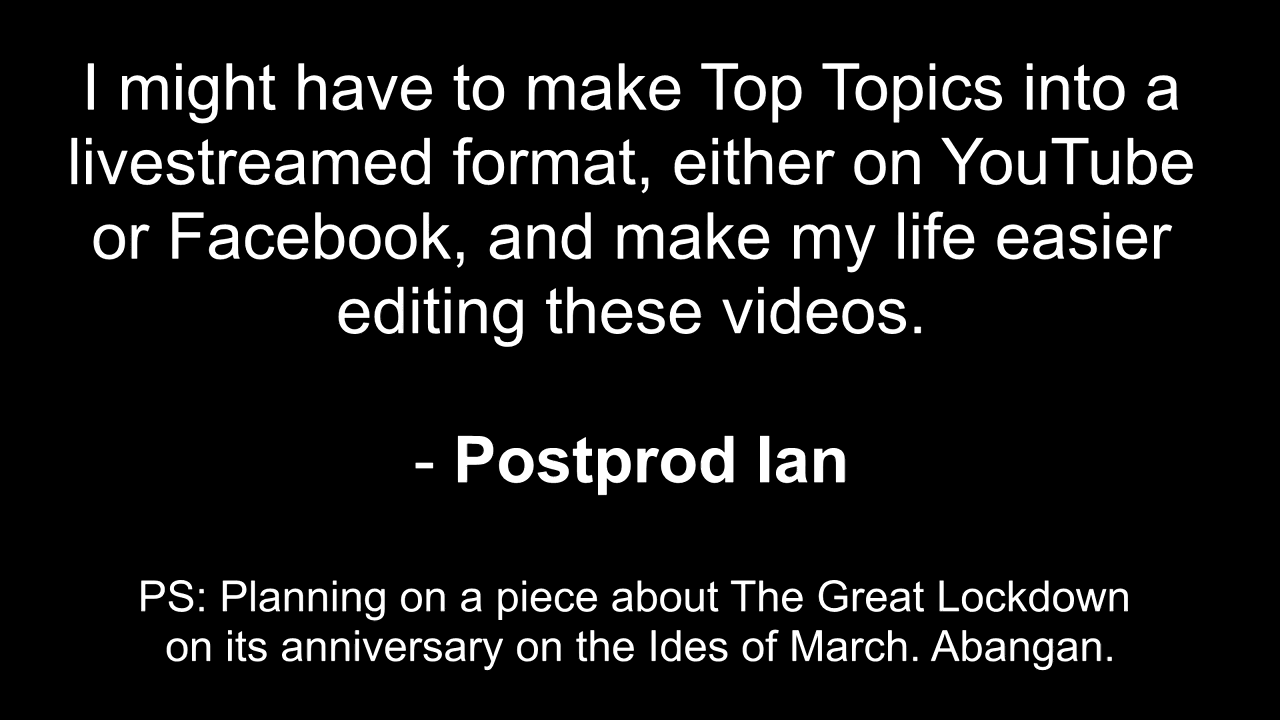 I might have to make Top Topics into a
livestreamed format, either on YouTube
or Facebook, and make my life easier
editing these videos.
- Postprod Ian
PS: Planning on a piece about The Great Lockdown
on its anniversary on the Ides of March. Abangan.